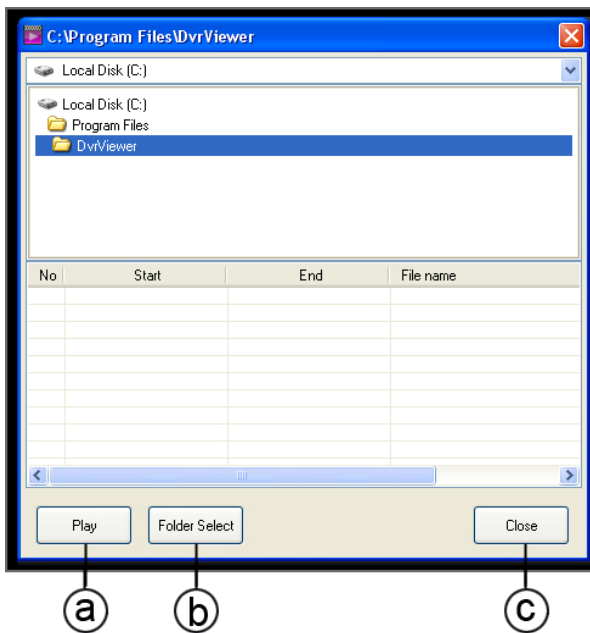 C:\Program Files\DvrViewer
Local Disk (C:)
Local Disk (C:)
Program Files
DvrViewer
No Start End File name
Play Folder Select Close
a b c